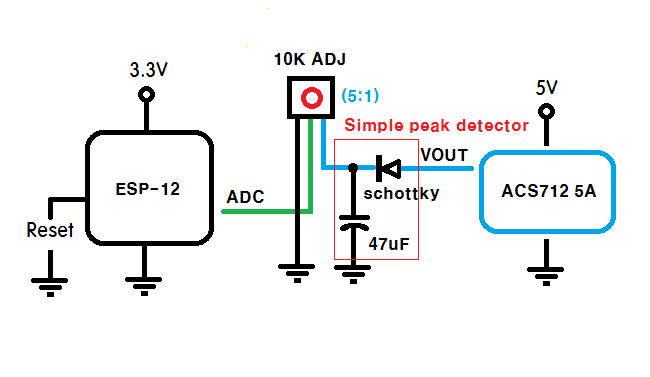 10K ADJ
3.3V
(5:1)
5V
Simple peak detector
VOUT
ESP-12
ADC
schottky
ACS712 5A
Reset
47uF